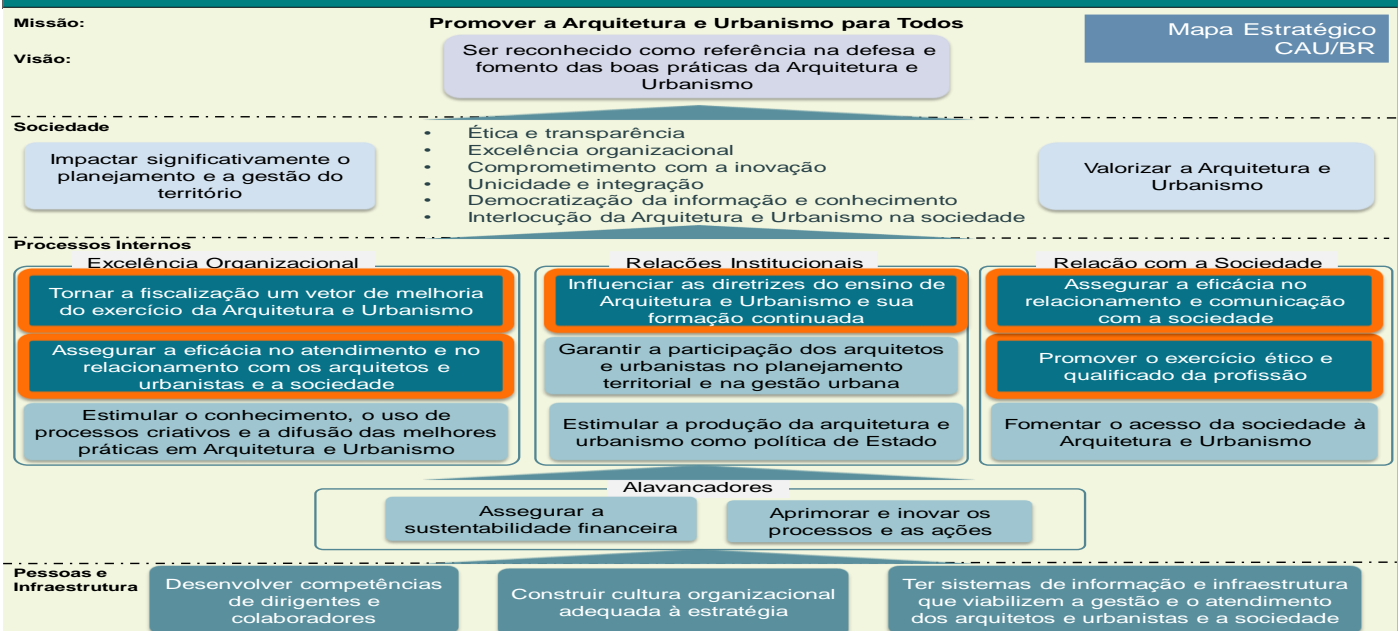 Missão:
Promover a Arquitetura e Urbanismo para Todos
Mapa Estratégico
CAU/BR
Visão:
Ser reconhecido como referência na defesa e
fomento das boas práticas da Arquitetura e
Urbanismo
Sociedade
Impactar significativamente o
planejamento e a gestão do
território
• Ética e transparência
• Excelência organizacional
• Comprometimento com a inovação
• Unicidade e integração
• Democratização da informação e conhecimento
• Interlocução da Arquitetura e Urbanismo na sociedade
Valorizar a Arquitetura e
Urbanismo
Processos Internos
Excelência Organizacional
Tornar a fiscalização um vetor de melhoria
do exercício da Arquitetura e Urbanismo
Assegurar a eficácia no atendimento e no
relacionamento com os arquitetos e
urbanistas e a sociedade
Estimular o conhecimento, o uso de
processos criativos e a difusão das melhores
práticas em Arquitetura e Urbanismo
Relações Institucionais
Influenciar as diretrizes do ensino de
Arquitetura e Urbanismo e sua
formação continuada
Garantir a participação dos arquitetos
e urbanistas no planejamento
territorial e na gestão urbana
Estimular a produção da arquitetura e
urbanismo como política de Estado
Relação com a Sociedade
Assegurar a eficácia no
relacionamento e comunicação
com a sociedade
Promover o exercício ético e
qualificado da profissão
Fomentar o acesso da sociedade à
Arquitetura e Urbanismo
Alavancadores
Assegurar a
sustentabilidade financeira
Aprimorar e inovar os
processos e as ações
Pessoas e
Infraestrutura
Desenvolver competências
de dirigentes e
colaboradores
Construir cultura organizacional
adequada à estratégia
Ter sistemas de informação e infraestrutura
que viabilizem a gestão e o atendimento
dos arquitetos e urbanistas e a sociedade